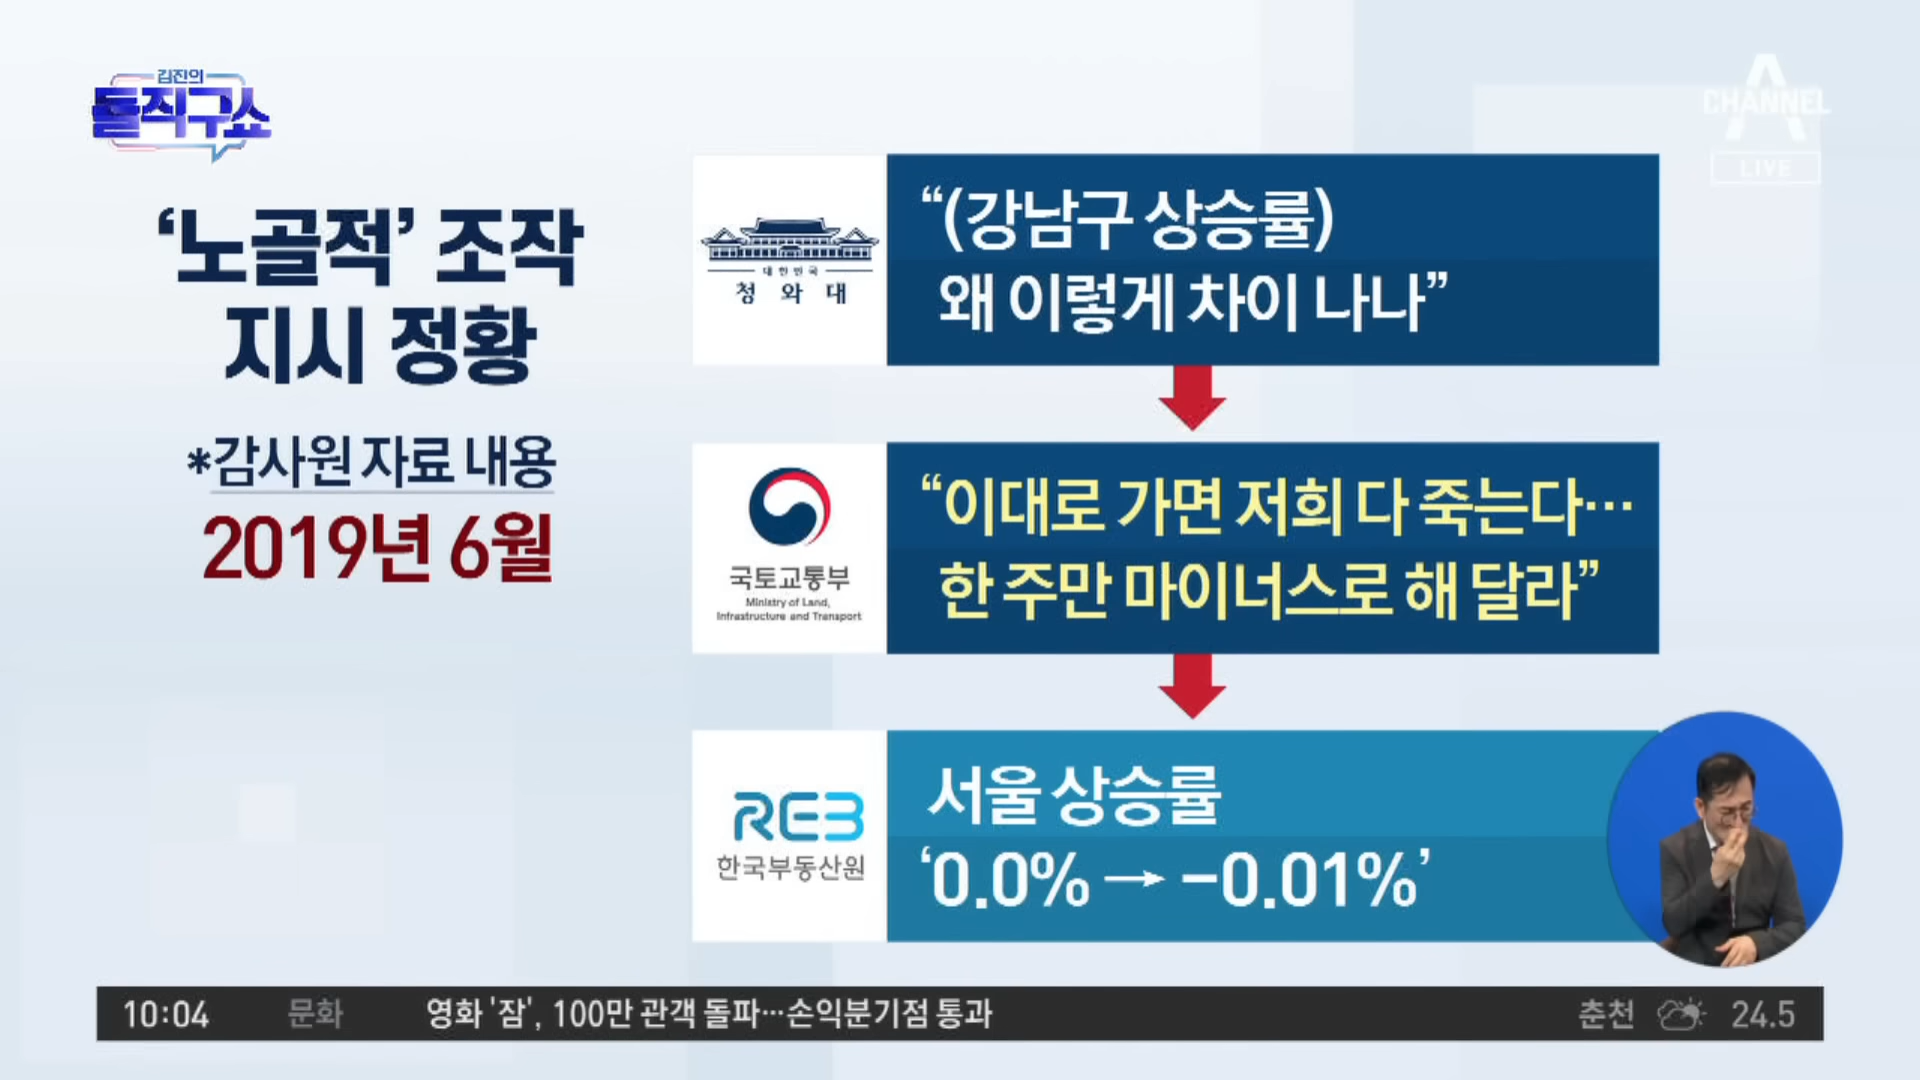 김진의
돌직구쇼
CHANNEL A
LIVE
‘노골적’ 조작
지시 정황
*감사원 자료 내용
2019년 6월
대한민국
청와대
“(강남구 상승률)
왜 이렇게 차이 나나”
국토교통부
Ministry of Land,
Infrastructure and Transport
“이대로 가면 저희 다 죽는다…
한 주만 마이너스로 해 달라”
REB
한국부동산원
서울 상승률
‘0.0% → -0.01%’
10:04 문화 영화 '잠', 100만 관객 돌파…손익분기점 통과 춘천 24.5